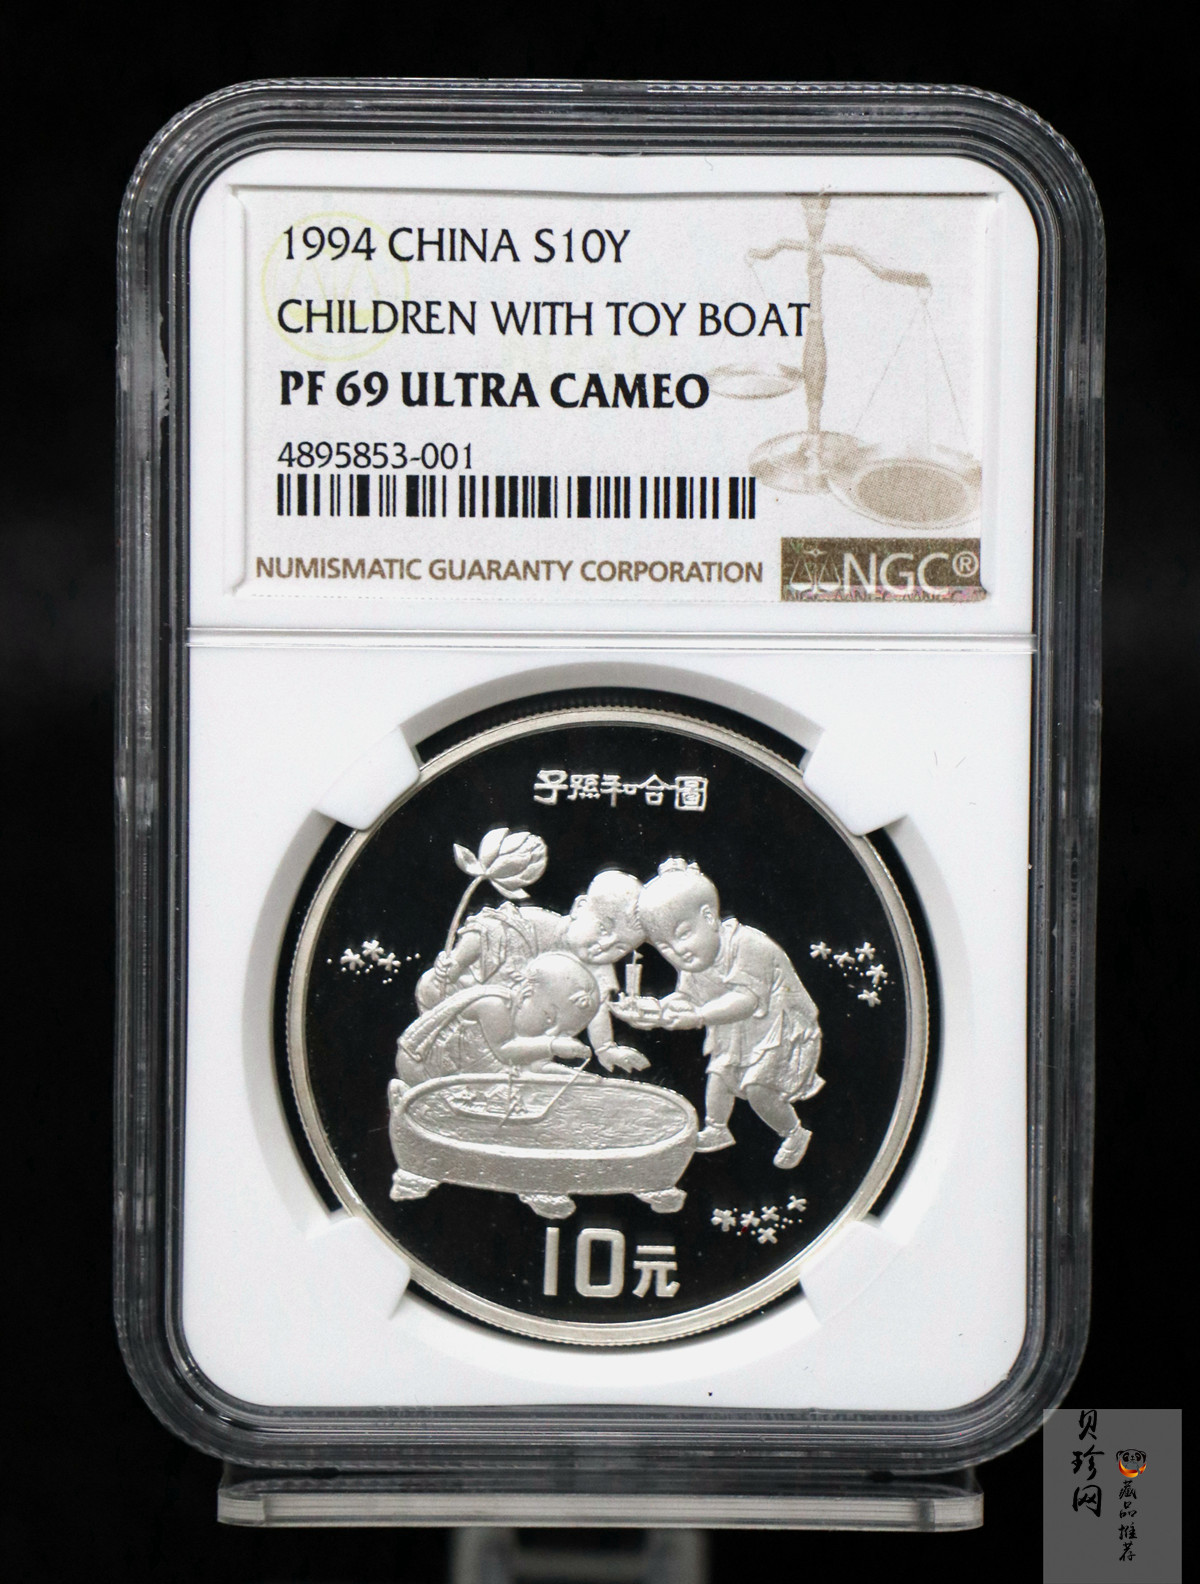 1994 CHINA S10Y
CHILDREN WITH TOY BOAT
PF 69 ULTRA CAMEO
4895853-001
NUMISMATIC GUARANTY CORPORATION
NGC®
子孫和合圖
10元
贝珍网
藏品推荐